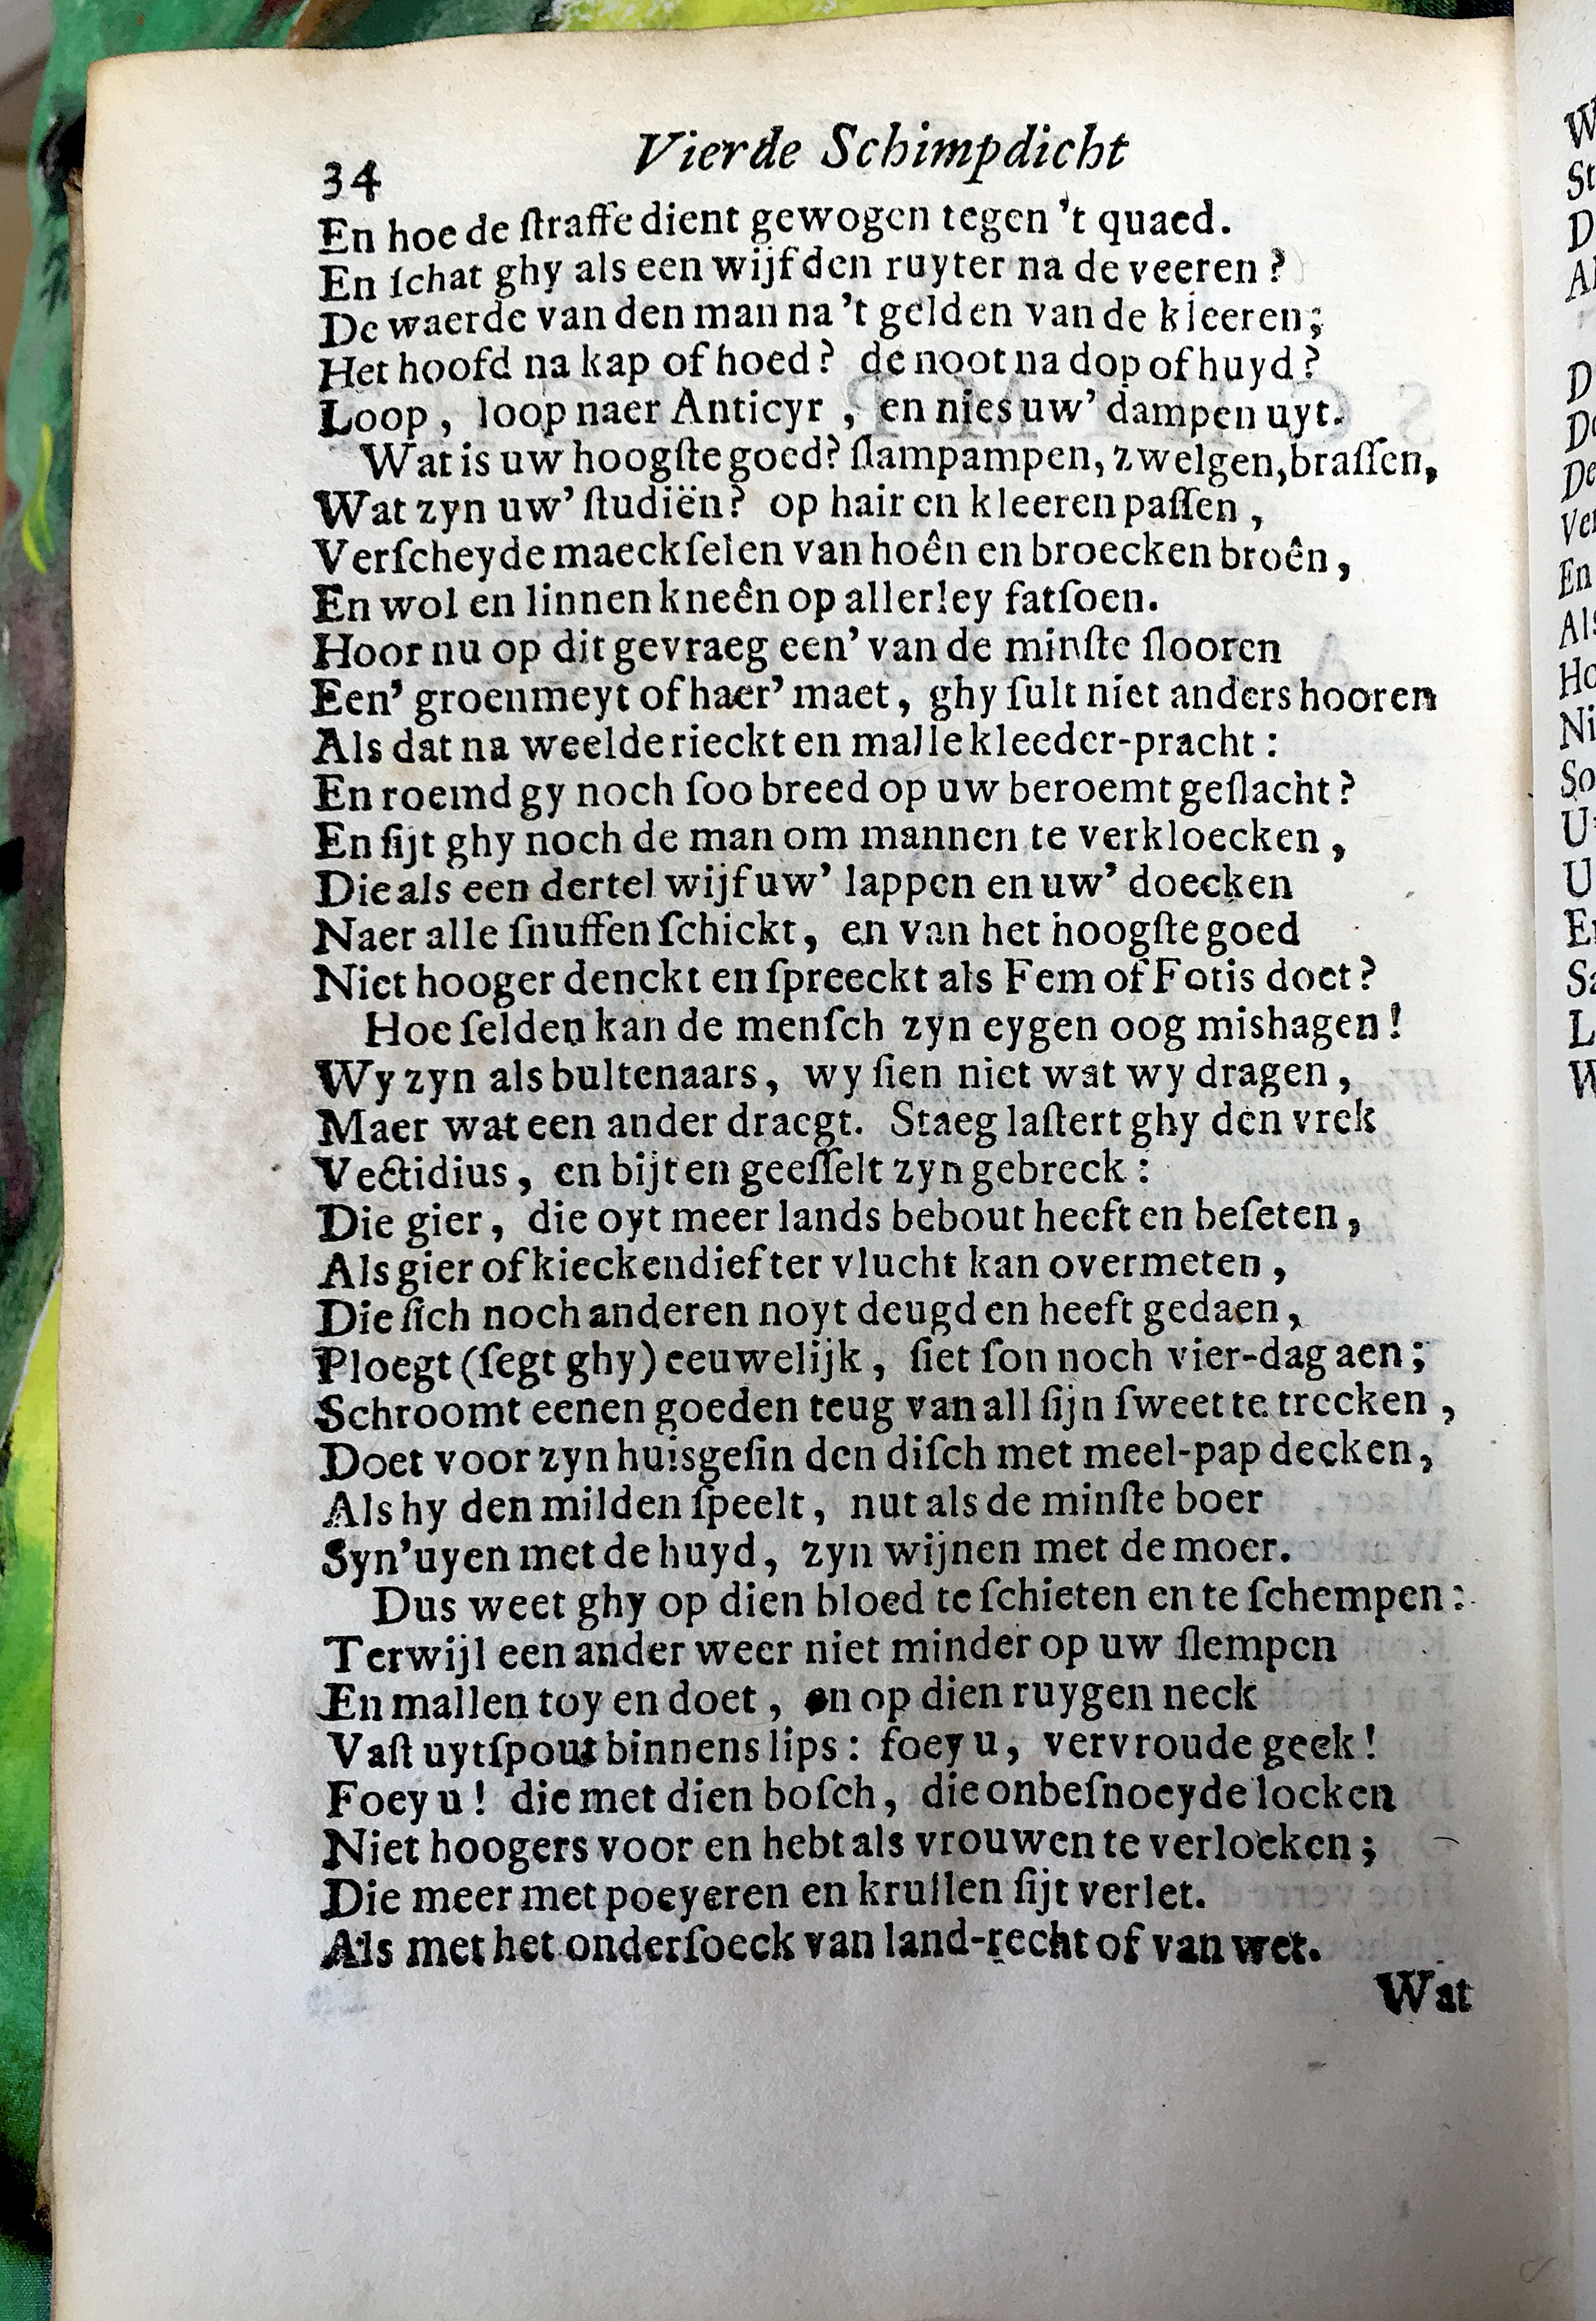 34
Vierde Schimpdicht
En hoe de ſtraffe dient gewogen tegen 't quaed.
En ſchat ghy als een wijf den ruyter na de veeren?
De waerde van den man na 't gelden van de kleeren;
Het hoofd na kap of hoed? de noot na dop of huyd?
Loop, loop naer Anticyr, en nies uw' dampen uyt.
Wat is uw hoogſte goed? ſlampampen, zwelgen, braſſen,
Wat zyn uw' ſtudiën? op hair en kleeren paſſen,
Verſcheyde maeckſelen van hoên en broecken broên,
En wol en linnen kneên op allerley fatſoen.
Hoor nu op dit gevraeg een' van de minſte ſlooren
Een' groenmeyt of haer' maet, ghy ſult niet anders hooren
Als dat na weelde rieckt en malle kleeder-pracht:
En roemd gy noch ſoo breed op uw beroemt geſlacht?
En ſijt ghy noch de man om mannen te verkloecken,
Die als een dertel wijf uw' lappen en uw' doecken
Naer alle ſnuffen ſchickt, en van het hoogſte goed
Niet hooger denckt en ſpreeckt als Fem of Fotis doet?
Hoe ſelden kan de menſch zyn eygen oog mishagen!
Wy zyn als bultenaars, wy ſien niet wat wy dragen,
Maer wat een ander draegt. Staeg laſtert ghy den vrek
Vectidius, en bijt en geeſſelt zyn gebreck:
Die gier, die oyt meer lands bebout heeft en beſeten,
Als gier of kieckendief ter vlucht kan overmeten,
Die ſich noch anderen noyt deugd en heeft gedaen,
Ploegt (ſegt ghy) eeuwelijk, ſiet ſon noch vier-dag aen;
Schroomt eenen goeden teug van all ſijn ſweet te trecken,
Doet voor zyn huisgeſin den diſch met meel-pap decken,
Als hy den milden ſpeelt, nut als de minſte boer
Syn' uyen met de huyd, zyn wijnen met de moer.
Dus weet ghy op dien bloed te ſchieten en te ſchempen:
Terwijl een ander weer niet minder op uw ſlempen
En mallen toy en doet, en op dien ruygen neck
Vaſt uytſpout binnens lips: foey u, vervroude geek!
Foey u! die met dien boſch, die onbeſnoeyde locken
Niet hoogers voor en hebt als vrouwen te verlocken;
Die meer met poeyeren en krullen ſijt verlet.
Als met het onderſoeck van land-recht of van wet.
Wat